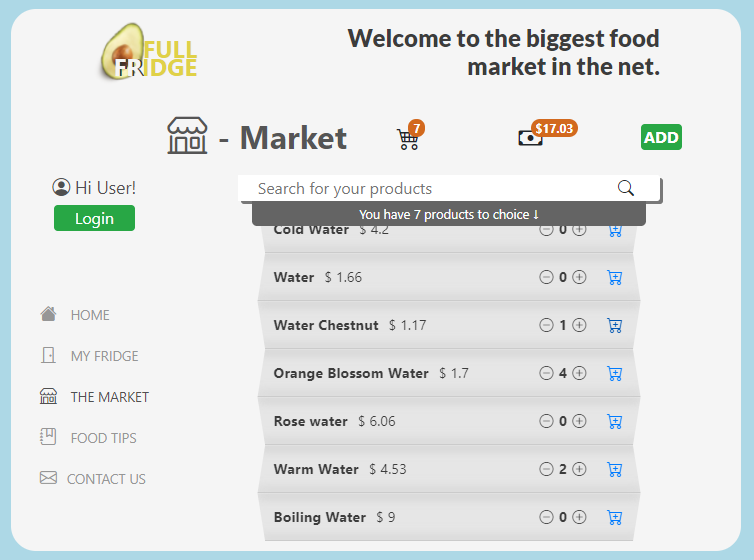 FULL
FRIDGE
Welcome to the biggest food
market in the net.
- Market
7
$17.03
ADD
Hi User!
Login
Search for your products
You have 7 products to choice ↓
Cold Water $ 4.2 0
Water $ 1.66 0
Water Chestnut $ 1.17 1
Orange Blossom Water $ 1.7 4
Rose water $ 6.06 0
Warm Water $ 4.53 2
Boiling Water $ 9 0
HOME
MY FRIDGE
THE MARKET
FOOD TIPS
CONTACT US